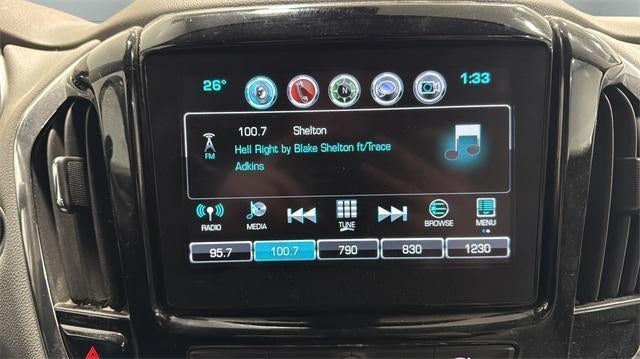 26° 1:33
N
100.7 Shelton
FM
Hell Right by Blake Shelton ft/Trace
Adkins
RADIO MEDIA TUNE BROWSE MENU
95.7 100.7 790 830 1230